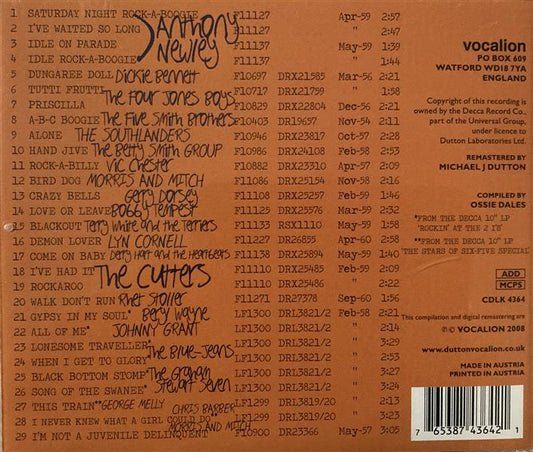 1 SATURDAY NIGHT ROCK-A-BOOGIE F11127 Apr-59 2:57
2 I'VE WAITED SO LONG F11127 " 2:47
Anthony Newley
3 IDLE ON PARADE F11137 May-59 1:39
4 IDLE ROCK-A-BOOGIE F11137 " 1:44
5 DUNGAREE DOLL Dickie Bennett F10697 DRX21585 Mar-56 2:21
6 TUTTI FRUTTI F10717 DRX21759 " 1:58
The Four Jones Boys
7 PRISCILLA F10829 DRX22804 Dec-56 2:21
8 A-B-C BOOGIE The Five Smith Brothers F10403 DR19657 Nov-54 2:11
9 ALONE THE SOUTHLANDERS F10946 DRX23817 Oct-57 2:28
10 HAND JIVE The Betty Smith GROUP F10986 DRX24108 Feb-58 2:53
11 ROCK-A-BILLY Vic Chester F10882 DRX23310 Apr-57 2:09
12 BIRD DOG MORRIS AND MITCH F11086 DRX25154 Nov-58 2:16
13 CRAZY BELLS Gerry Dorsey F11108 DRX25257 Feb-59 1:46
14 LOVE OR LEAVE BOBBY TEMPEST F11125 DRX25576 Mar-59 2:32
15 BLACKOUT Terry White and the Terriers F11133 RSX1110 May-59 1:58
16 DEMON LOVER LYN CORNELL F11227 DR26855 Apr-60 2:58
17 COME ON BABY Derry Hart and the Heartbeats F11138 DRX25894 May-59 1:40
18 I'VE HAD IT F11110 DRX25485 Feb-59 2:09
The Cutters
19 ROCKAROO F11110 DRX25486 " 2:22
20 WALK DON'T RUN Rhet Stoller F11271 DR27378 Sep-60 1:56
21 GYPSY IN MY SOUL* Bery Wayne LF1300 DRL3821/2 Feb-58 2:21
22 ALL OF ME* JOHNNY GRANT LF1300 DRL3821/2 " 2:14
23 LONESOME TRAVELLER* LF1300 DRL3821/2 " 3:29
The Blue-Jeans
24 WHEN I GET TO GLORY* LF1300 DRL3821/2 " 2:53
25 BLACK BOTTOM STOMP* The Graham Stewart Seven LF1300 DRL3821/2 " 3:27
26 SONG OF THE SWANEE* LF1300 DRL3821/2 " 3:24
27 THIS TRAIN**GEORGE MELLY LF1299 DRL3819/20 " 3:23
CHRIS BARBER
28 I NEVER KNEW WHAT A GIRL COULD DO** LF1299 DRL3819/20 " 3:13
MORRIS AND MITCH
29 I'M NOT A JUVENILE DELINQUENT F10900 DR23366 May-57 3:05
vocalion
PO BOX 609
WATFORD WD18 7YA
ENGLAND
Copyright of this recording is
owned by the Decca Record Co.,
part of the Universal Group,
under licence to
Dutton Laboratories Ltd.
REMASTERED BY
MICHAEL J DUTTON
COMPILED BY
OSSIE DALES
*FROM THE DECCA 10" LP
'ROCKIN' AT THE 2 I'S'
**FROM THE DECCA 10" LP
'THE STARS OF SIX-FIVE SPECIAL'
ADD
MCPS
CDLK 4364
This compilation and digital remastering are
℗ © VOCALION 2008
www.duttonvocalion.co.uk
MADE IN AUSTRIA
PRINTED IN AUSTRIA
7 65387 43642 1